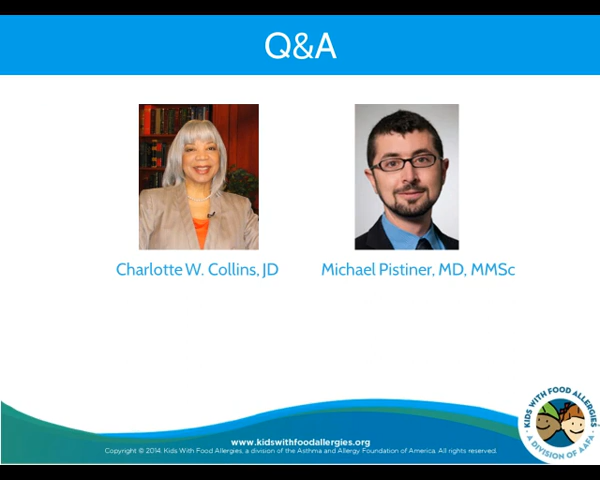 Q&A
Charlotte W. Collins, JD
Michael Pistiner, MD, MMSc
KIDS WITH FOOD ALLERGIES
A DIVISION OF AAFA
www.kidswithfoodallergies.org
Copyright © 2014. Kids With Food Allergies, a division of the Asthma and Allergy Foundation of America. All rights reserved.